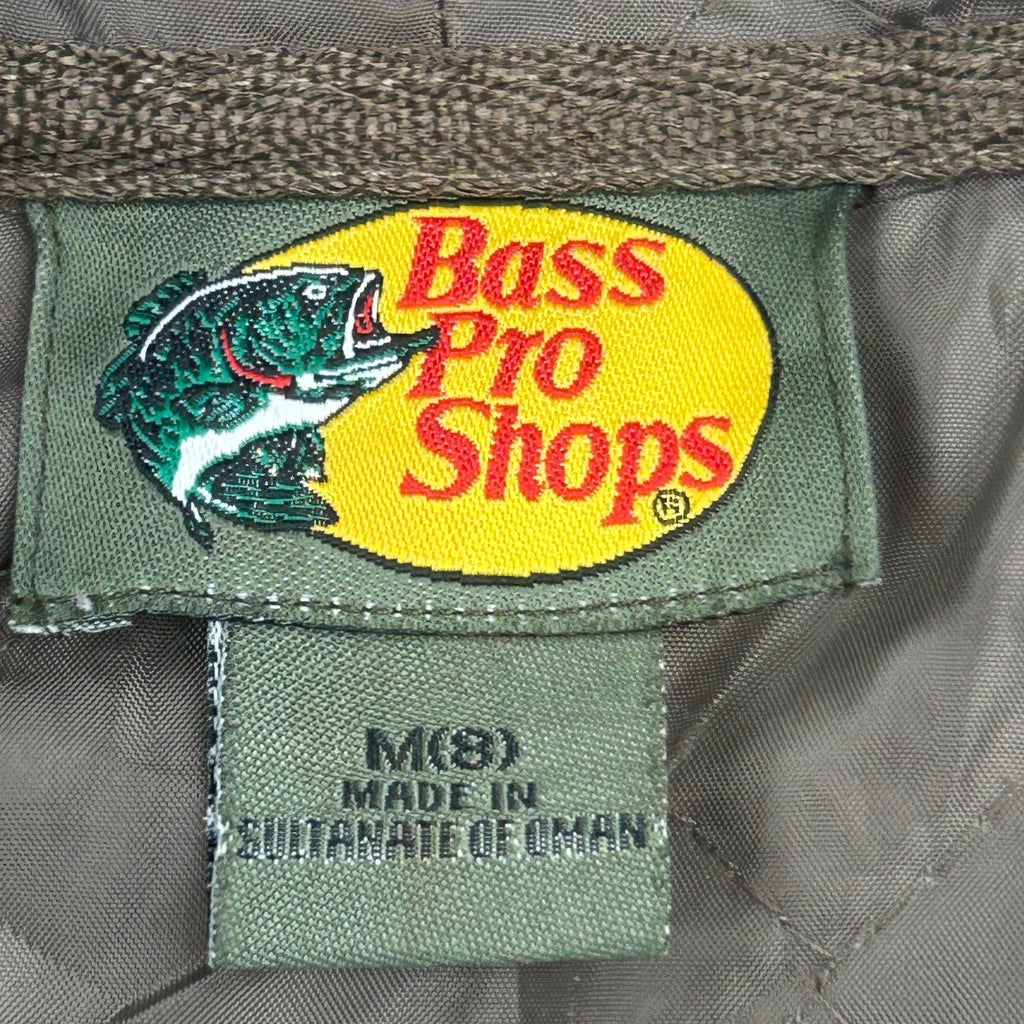 Bass
Pro
Shops®
M(8)
MADE IN
SULTANATE OF OMAN